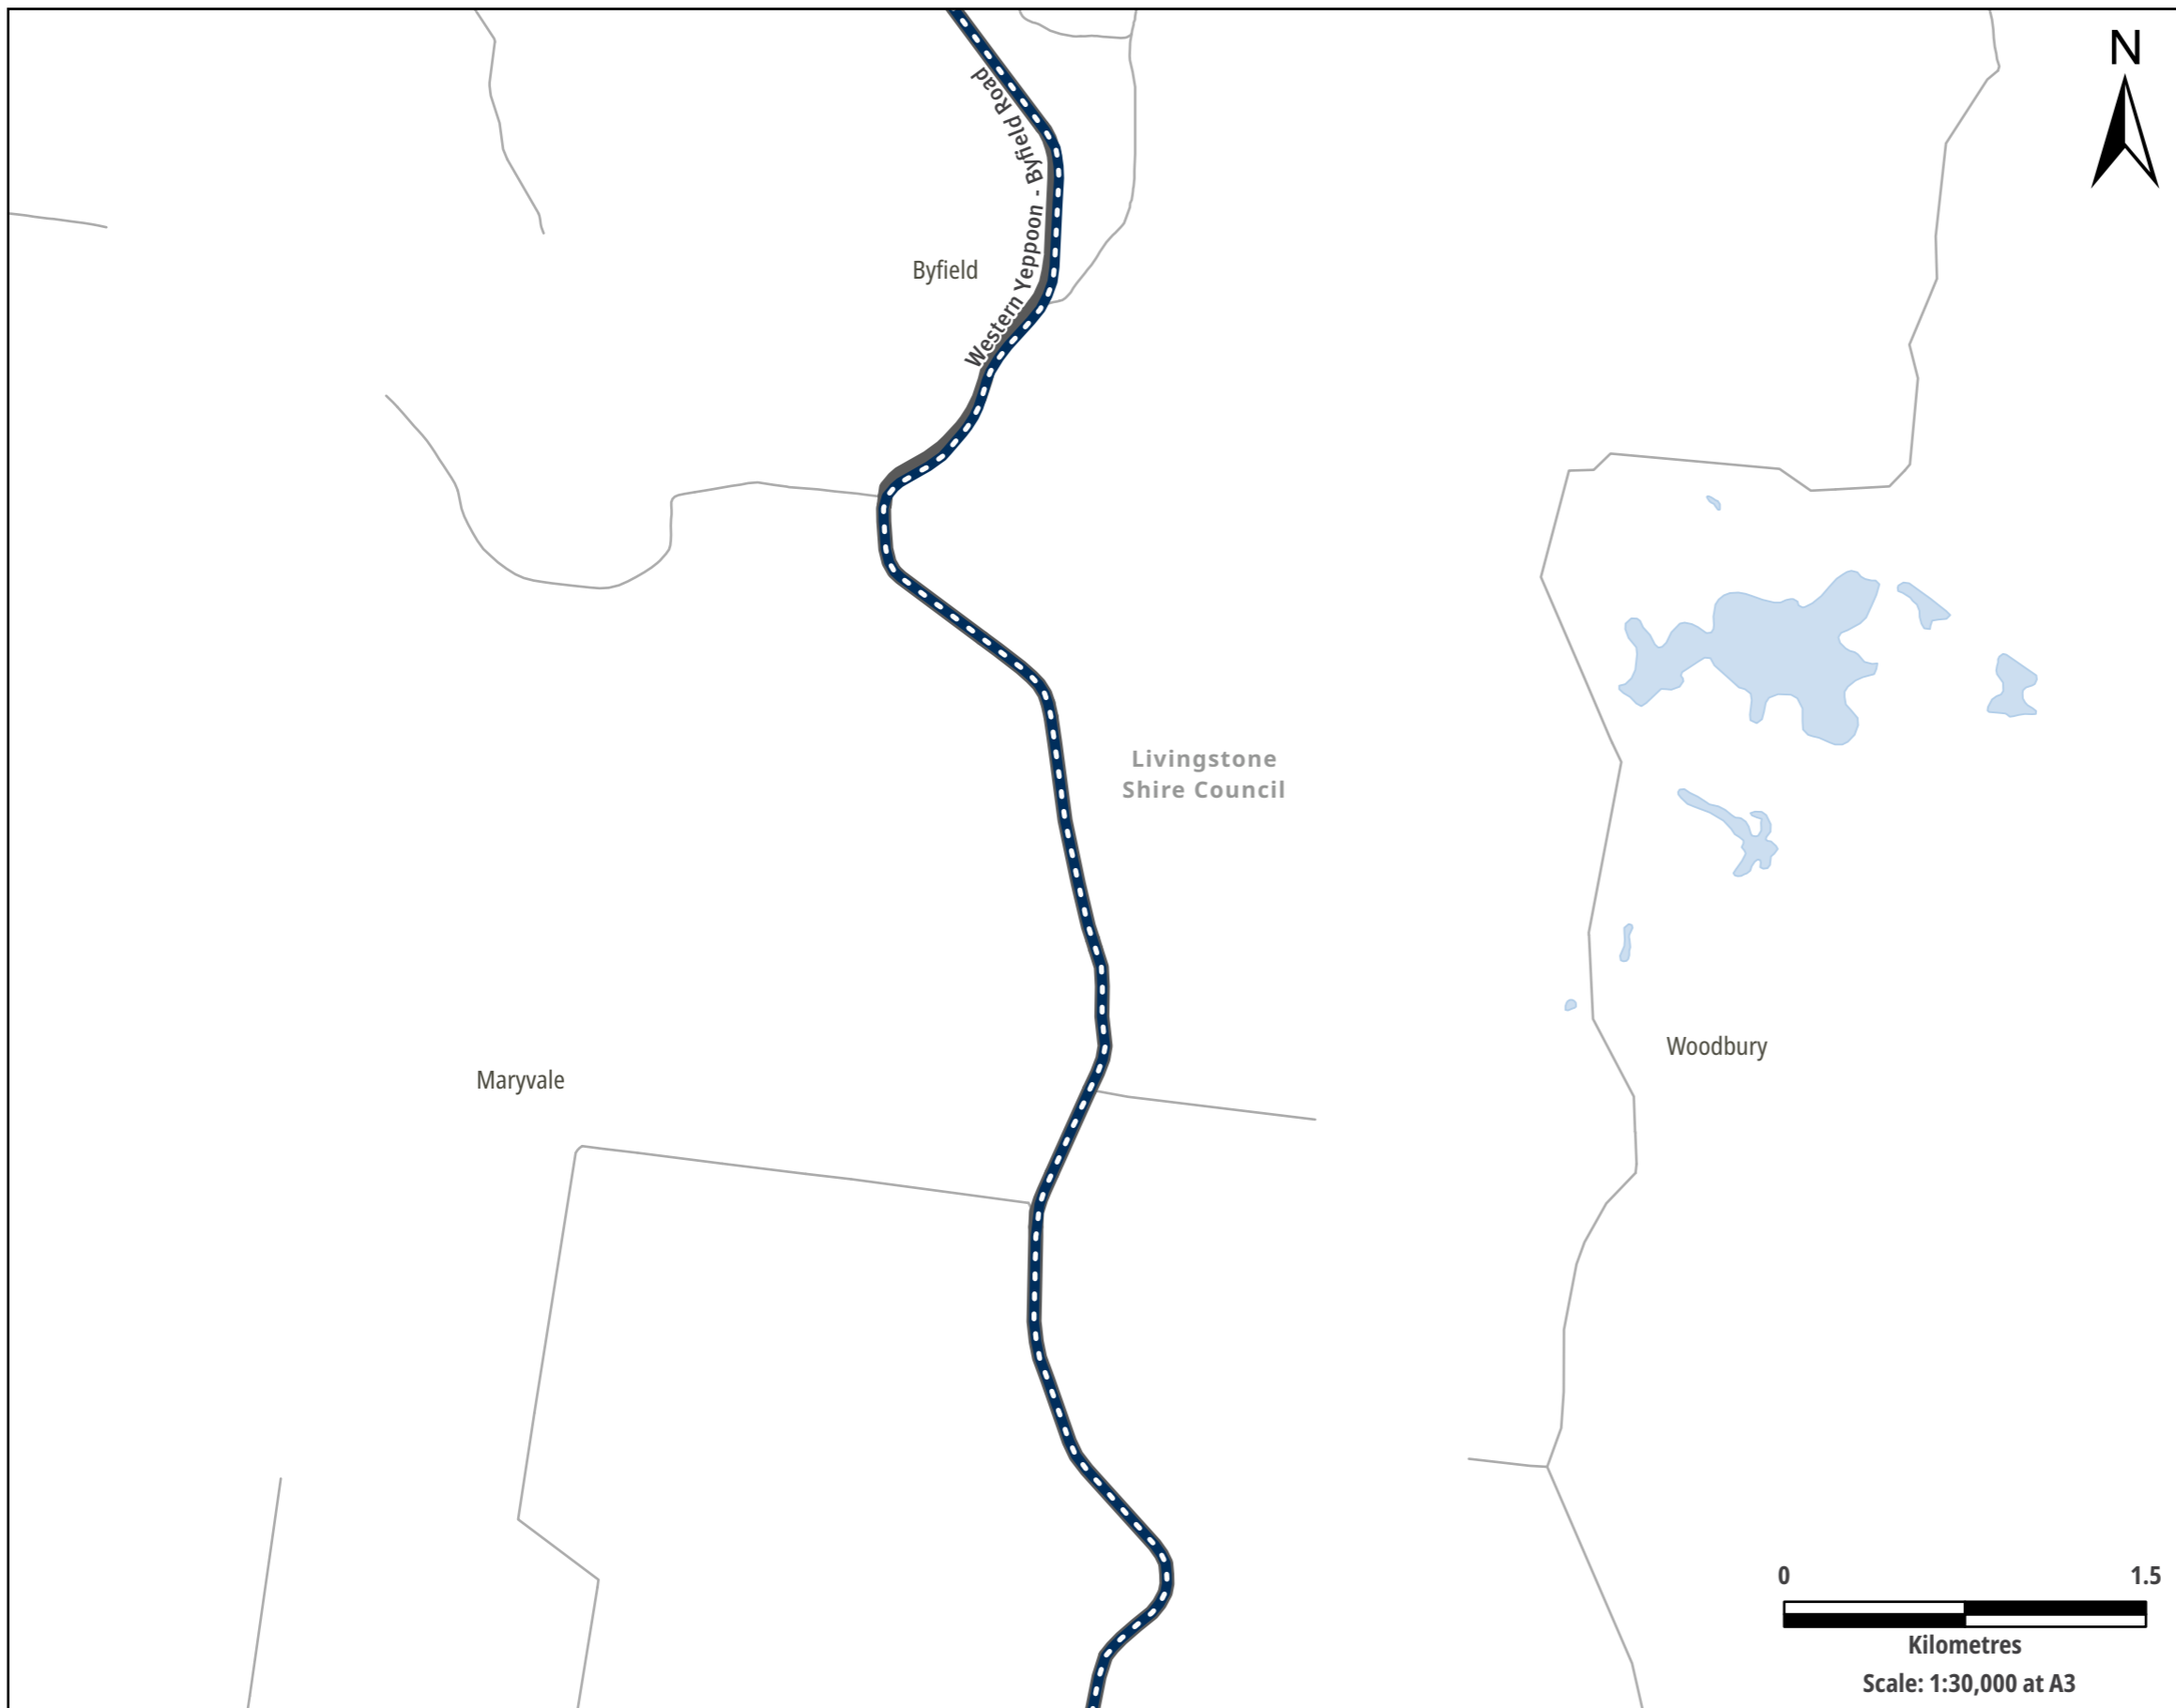 N
Western Yeppoon - Byfield Road
Byfield
Livingstone
Shire Council
Woodbury
Maryvale
0 1.5
Kilometres
Scale: 1:30,000 at A3